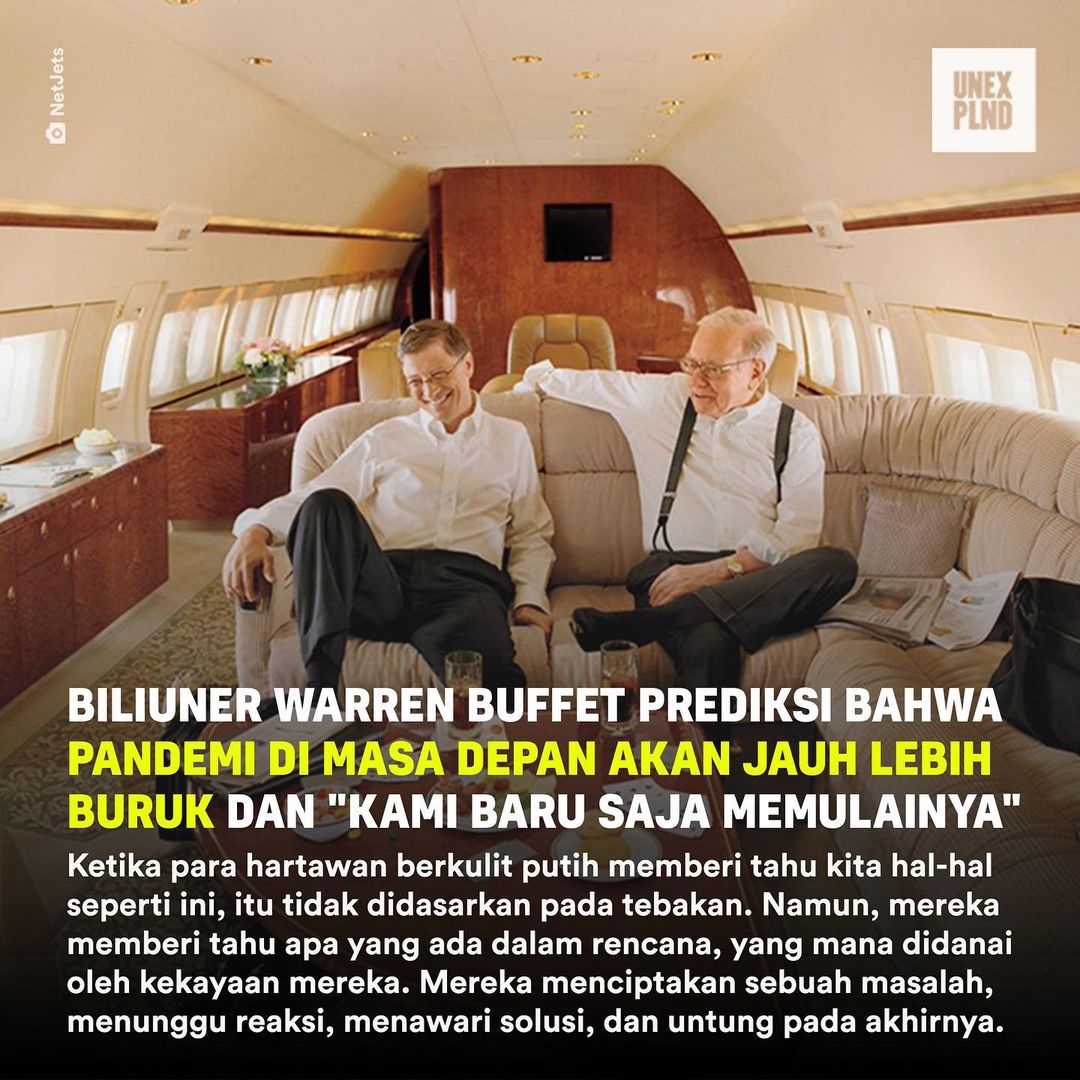 NetJets
UNEX
PLND
BILIUNER WARREN BUFFET PREDIKSI BAHWA
PANDEMI DI MASA DEPAN AKAN JAUH LEBIH
BURUK DAN "KAMI BARU SAJA MEMULAINYA"
Ketika para hartawan berkulit putih memberi tahu kita hal-hal
seperti ini, itu tidak didasarkan pada tebakan. Namun, mereka
memberi tahu apa yang ada dalam rencana, yang mana didanai
oleh kekayaan mereka. Mereka menciptakan sebuah masalah,
menunggu reaksi, menawari solusi, dan untung pada akhirnya.